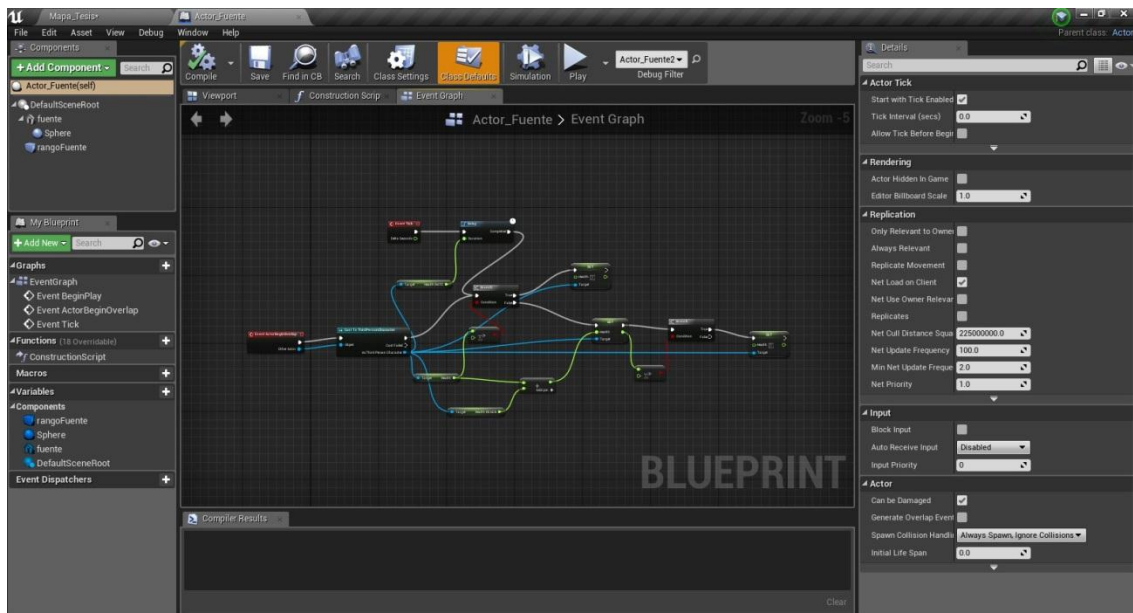 Mapa_Tesis*
Actor_Fuente
File Edit Asset View Debug Window Help
Parent class: Actor
Components
+Add Component
Search
Actor_Fuente(self)
DefaultSceneRoot
fuente
Sphere
rangoFuente
My Blueprint
+Add New
Search
Graphs
EventGraph
Event BeginPlay
Event ActorBeginOverlap
Event Tick
Functions (18 Overridable)
ConstructionScript
Macros
Variables
Components
rangoFuente
Sphere
fuente
DefaultSceneRoot
Event Dispatchers
Compile
Save
Find in CB
Search
Class Settings
Class Defaults
Simulation
Play
Actor_Fuente2
Debug Filter
Viewport
Construction Scrip
Event Graph
Actor_Fuente > Event Graph
Zoom -5
BLUEPRINT
Compiler Results
Clear
Details
Search
Actor Tick
Start with Tick Enabled
Tick Interval (secs) 0.0
Allow Tick Before Begin
Rendering
Actor Hidden In Game
Editor Billboard Scale 1.0
Replication
Only Relevant to Owner
Always Relevant
Replicate Movement
Net Load on Client
Net Use Owner Relevan
Replicates
Net Cull Distance Squa 225000000.0
Net Update Frequency 100.0
Min Net Update Freque 2.0
Net Priority 1.0
Input
Block Input
Auto Receive Input Disabled
Input Priority 0
Actor
Can be Damaged
Generate Overlap Event
Spawn Collision Handli Always Spawn, Ignore Collisions
Initial Life Span 0.0